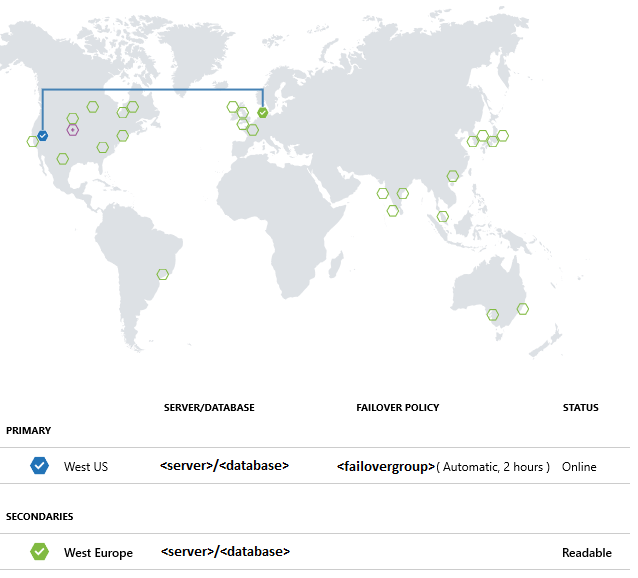 SERVER/DATABASE FAILOVER POLICY STATUS
PRIMARY
West US <server>/<database> <failovergroup>( Automatic, 2 hours ) Online
SECONDARIES
West Europe <server>/<database> Readable